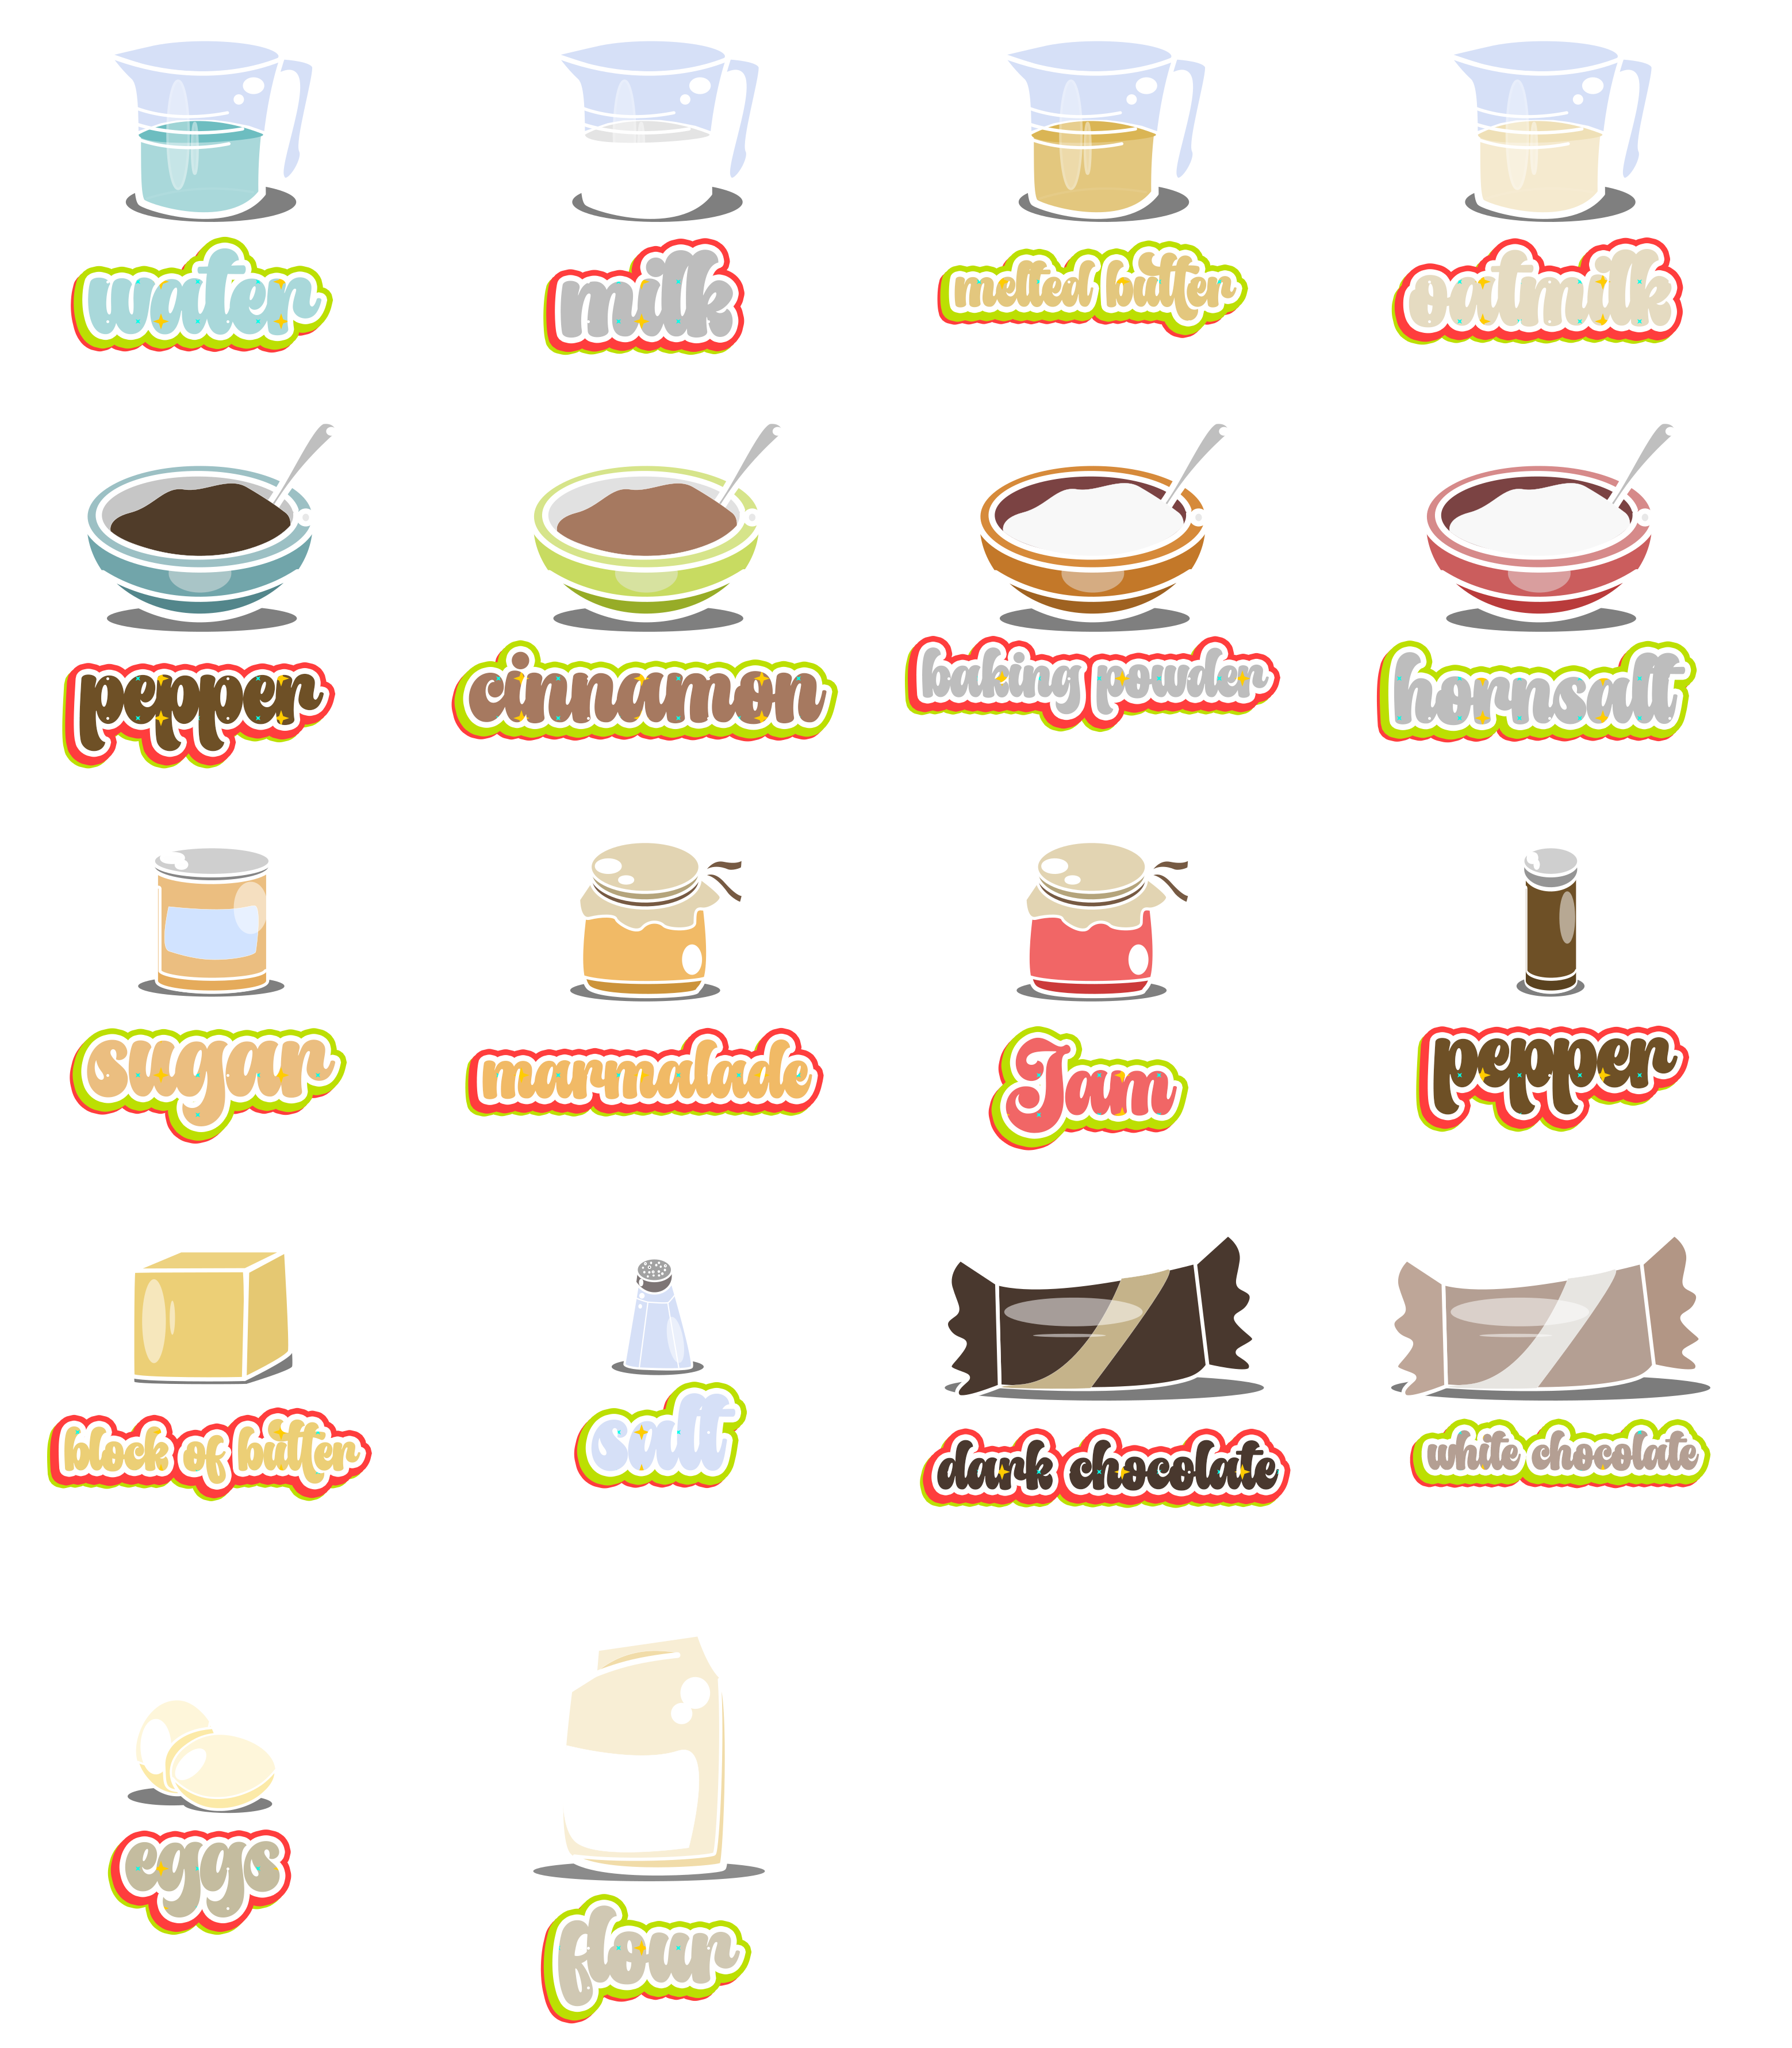 water
milk
melted butter
oatmilk
pepper
cinnamon
baking powder
hornsalt
suggar
marmalade
Jam
pepper
block of butter
salt
dark chocolate
white chocolate
eggs
flour